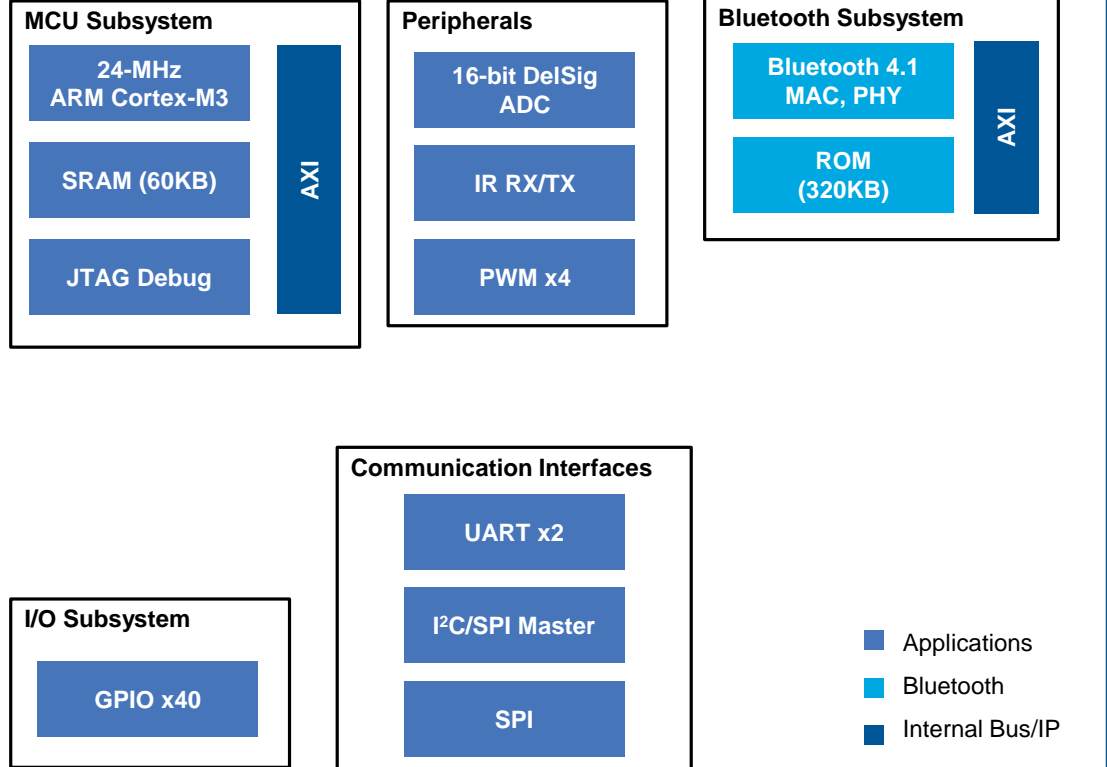 MCU Subsystem
24-MHz
ARM Cortex-M3
SRAM (60KB)
JTAG Debug
AXI
Peripherals
16-bit DelSig
ADC
IR RX/TX
PWM x4
Bluetooth Subsystem
Bluetooth 4.1
MAC, PHY
ROM
(320KB)
AXI
Communication Interfaces
UART x2
I²C/SPI Master
SPI
I/O Subsystem
GPIO x40
Applications
Bluetooth
Internal Bus/IP